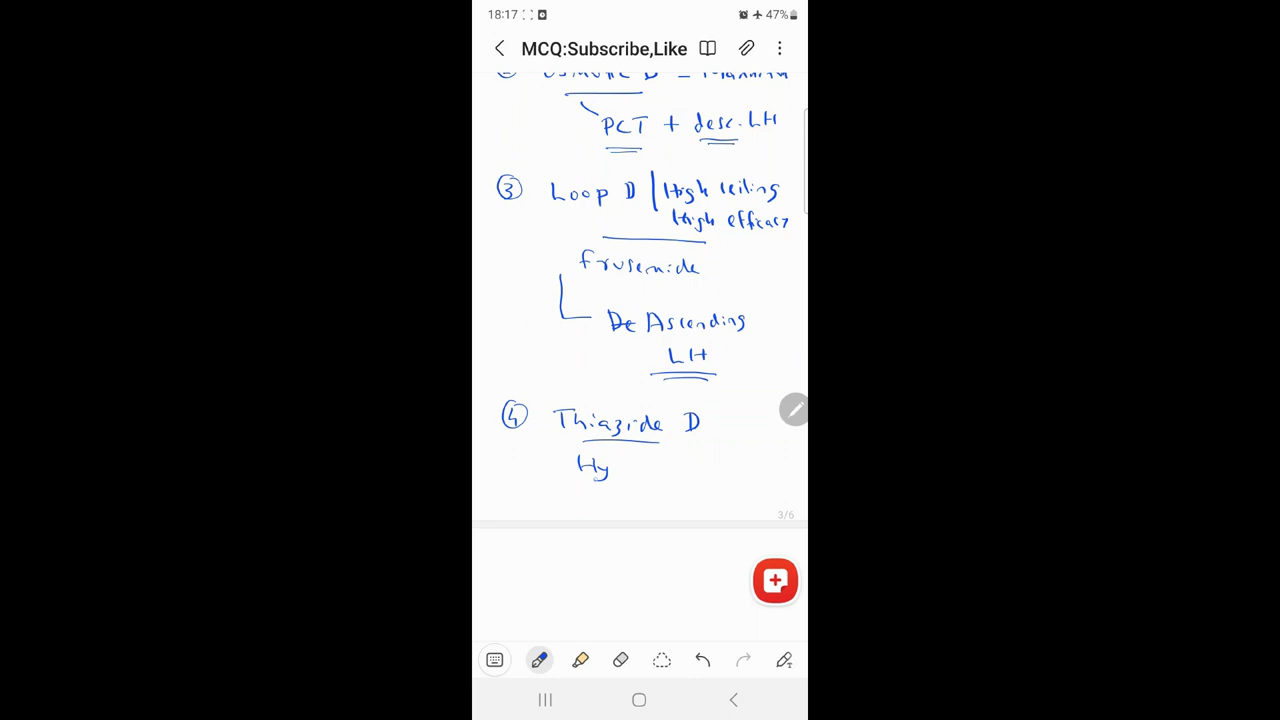 18:17 47%
MCQ:Subscribe,Like
PCT + desc. LH
③ Loop D | High ceiling
High efficacy
frusemide
Ascending
LH
④ Thiazide D
Hy
3/6